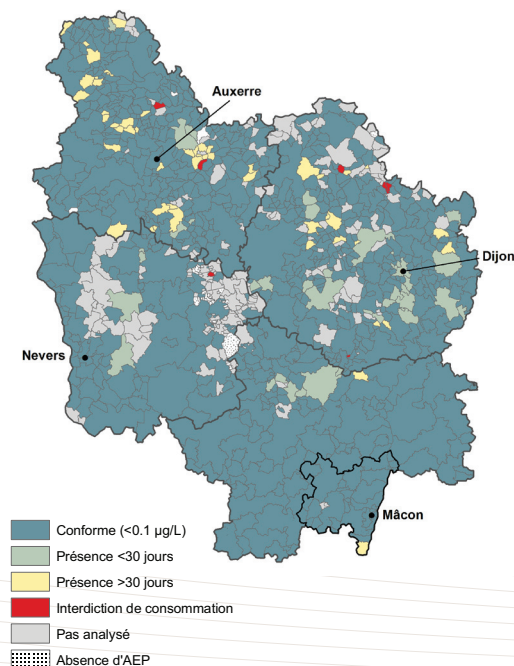 Auxerre
Dijon
Nevers
Mâcon
Conforme (<0.1 µg/L)
Présence <30 jours
Présence >30 jours
Interdiction de consommation
Pas analysé
Absence d'AEP